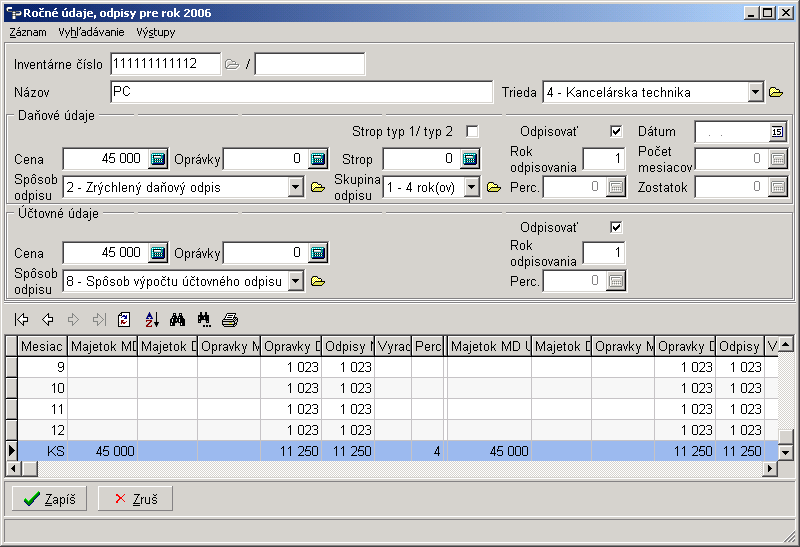 Ročné údaje, odpisy pre rok 2006
Záznam Vyhľadávanie Výstupy
Inventárne číslo 111111111112 /
Názov PC Trieda 4 - Kancelárska technika
Daňové údaje
Strop typ 1/ typ 2 Odpisovať Dátum . . 15
Cena 45 000 Oprávky 0 Strop 0 Rok odpisovania 1 Počet mesiacov 0
Spôsob odpisu 2 - Zrýchlený daňový odpis Skupina odpisu 1 - 4 rok(ov) Perc. 0 Zostatok 0
Účtovné údaje
Odpisovať
Cena 45 000 Oprávky 0 Rok odpisovania 1
Spôsob odpisu 8 - Spôsob výpočtu účtovného odpisu Perc. 0
Mesiac Majetok MD Majetok D Opravky M Opravky D Odpisy M Vyrac Perc Majetok MD U Majetok D Opravky M Opravky D Odpisy V
9 1 023 1 023 1 023 1 023
10 1 023 1 023 1 023 1 023
11 1 023 1 023 1 023 1 023
12 1 023 1 023 1 023 1 023
KS 45 000 11 250 11 250 4 45 000 11 250 11 250
Zapíš Zruš